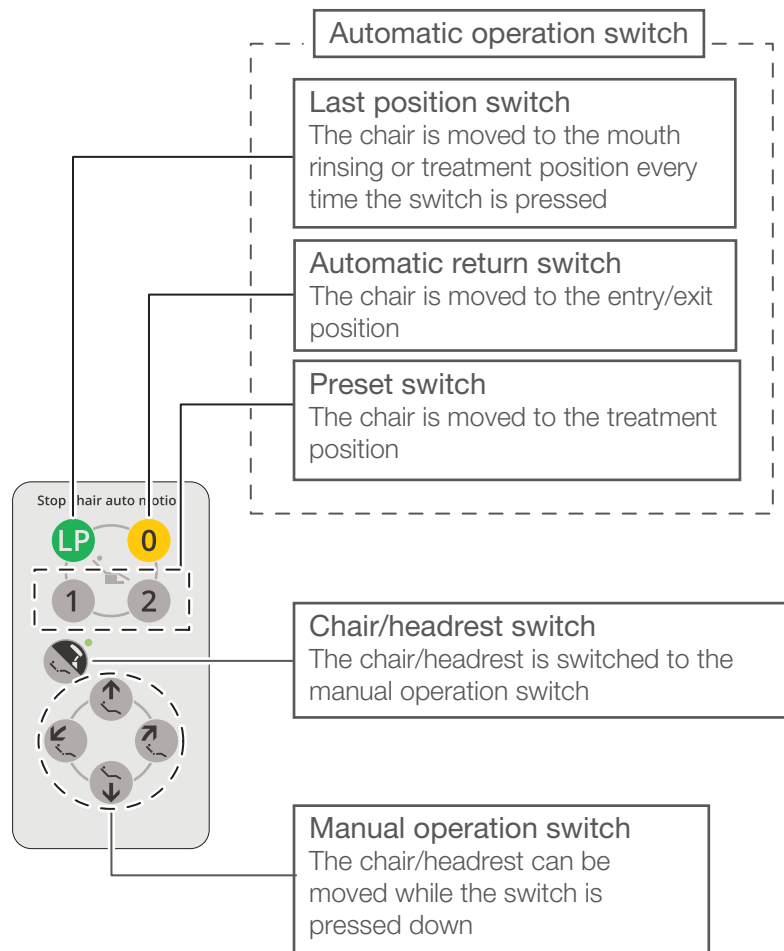 Automatic operation switch
Last position switch
The chair is moved to the mouth
rinsing or treatment position every
time the switch is pressed
Automatic return switch
The chair is moved to the entry/exit
position
Preset switch
The chair is moved to the treatment
position
Stop chair auto motion
LP
0
1
2
Chair/headrest switch
The chair/headrest is switched to the
manual operation switch
Manual operation switch
The chair/headrest can be
moved while the switch is
pressed down